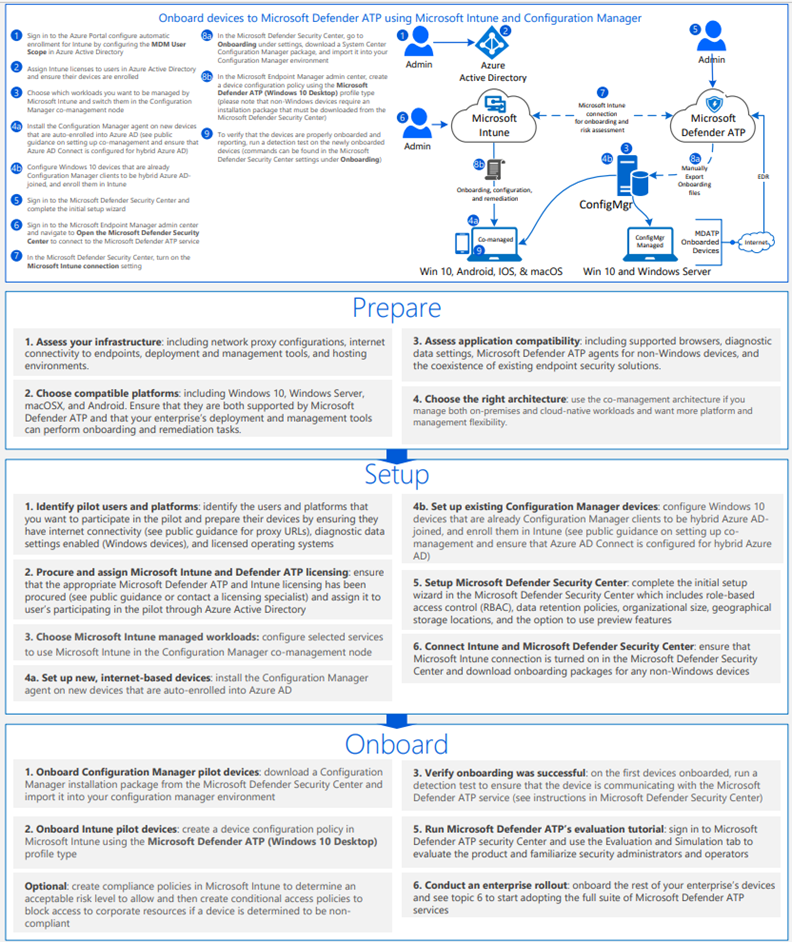 Onboard devices to Microsoft Defender ATP using Microsoft Intune and Configuration Manager
1 Sign in to the Azure Portal configure automatic
enrollment for Intune by configuring the MDM User
Scope in Azure Active Directory
2 Assign Intune licenses to users in Azure Active Directory
and ensure their devices are enrolled
3 Choose which workloads you want to be managed by
Microsoft Intune and switch them in the Configuration
Manager co-management node
4a Install the Configuration Manager agent on new devices
that are auto-enrolled into Azure AD (see public
guidance on setting up co-management and ensure that
Azure AD Connect is configured for hybrid Azure AD)
4b Configure Windows 10 devices that are already
Configuration Manager clients to be hybrid Azure AD-
joined, and enroll them in Intune
5 Sign in to the Microsoft Defender Security Center and
complete the initial setup wizard
6 Sign in to the Microsoft Endpoint Manager admin center
and navigate to Open the Microsoft Defender Security
Center to connect to the Microsoft Defender ATP service
7 In the Microsoft Defender Security Center, turn on the
Microsoft Intune connection setting
8a In the Microsoft Defender Security Center, go to
Onboarding under settings, download a System Center
Configuration Manager package, and import it into your
Configuration Manager environment
8b In the Microsoft Endpoint Manager admin center, create
a device configuration policy using the Microsoft
Defender ATP (Windows 10 Desktop) profile type
(please note that non-Windows devices require an
installation package that must be downloaded from the
Microsoft Defender Security Center)
9 To verify that the devices are properly onboarded and
reporting, run a detection test on the newly onboarded
devices (commands can be found in the Microsoft
Defender Security Center settings under Onboarding)
1
Admin
2
Azure
Active Directory
5
Admin
6
Admin
Microsoft
Intune
7
Microsoft Intune
connection
for onboarding and
risk assessment
Microsoft
Defender ATP
8b
Onboarding, configuration,
and remediation
4b
3
ConfigMgr
8a
Manually
Export
Onboarding
files
EDR
4a
Co-managed
9
Win 10, Android, IOS, & macOS
ConfigMgr
Managed
Win 10 and Windows Server
MDATP
Onboarded
Devices
Internet
Prepare
1. Assess your infrastructure: including network proxy configurations, internet
connectivity to endpoints, deployment and management tools, and hosting
environments.
2. Choose compatible platforms: including Windows 10, Windows Server,
macOSX, and Android. Ensure that they are both supported by Microsoft
Defender ATP and that your enterprise's deployment and management tools
can perform onboarding and remediation tasks.
3. Assess application compatibility: including supported browsers, diagnostic
data settings, Microsoft Defender ATP agents for non-Windows devices, and
the coexistence of existing endpoint security solutions.
4. Choose the right architecture: use the co-management architecture if you
manage both on-premises and cloud-native workloads and want more platform and
management flexibility.
Setup
1. Identify pilot users and platforms: identify the users and platforms that
you want to participate in the pilot and prepare their devices by ensuring they
have internet connectivity (see public guidance for proxy URLs), diagnostic data
settings enabled (Windows devices), and licensed operating systems
2. Procure and assign Microsoft Intune and Defender ATP licensing: ensure
that the appropriate Microsoft Defender ATP and Intune licensing has been
procured (see public guidance or contact a licensing specialist) and assign it to
user's participating in the pilot through Azure Active Directory
3. Choose Microsoft Intune managed workloads: configure selected services
to use Microsoft Intune in the Configuration Manager co-management node
4a. Set up new, internet-based devices: install the Configuration Manager
agent on new devices that are auto-enrolled into Azure AD
4b. Set up existing Configuration Manager devices: configure Windows 10
devices that are already Configuration Manager clients to be hybrid Azure AD-
joined, and enroll them in Intune (see public guidance on setting up co-
management and ensure that Azure AD Connect is configured for hybrid Azure
AD)
5. Setup Microsoft Defender Security Center: complete the initial setup
wizard in the Microsoft Defender Security Center which includes role-based
access control (RBAC), data retention policies, organizational size, geographical
storage locations, and the option to use preview features
6. Connect Intune and Microsoft Defender Security Center: ensure that
Microsoft Intune connection is turned on in the Microsoft Defender Security
Center and download onboarding packages for any non-Windows devices
Onboard
1. Onboard Configuration Manager pilot devices: download a Configuration
Manager installation package from the Microsoft Defender Security Center and
import it into your configuration manager environment
2. Onboard Intune pilot devices: create a device configuration policy in
Microsoft Intune using the Microsoft Defender ATP (Windows 10 Desktop)
profile type
Optional: create compliance policies in Microsoft Intune to determine an
acceptable risk level to allow and then create conditional access policies to
block access to corporate resources if a device is determined to be non-
compliant
3. Verify onboarding was successful: on the first devices onboarded, run a
detection test to ensure that the device is communicating with the Microsoft
Defender ATP service (see instructions in Microsoft Defender Security Center)
5. Run Microsoft Defender ATP's evaluation tutorial: sign in to Microsoft
Defender ATP security Center and use the Evaluation and Simulation tab to
evaluate the product and familiarize security administrators and operators
6. Conduct an enterprise rollout: onboard the rest of your enterprise's devices
and see topic 6 to start adopting the full suite of Microsoft Defender ATP
services